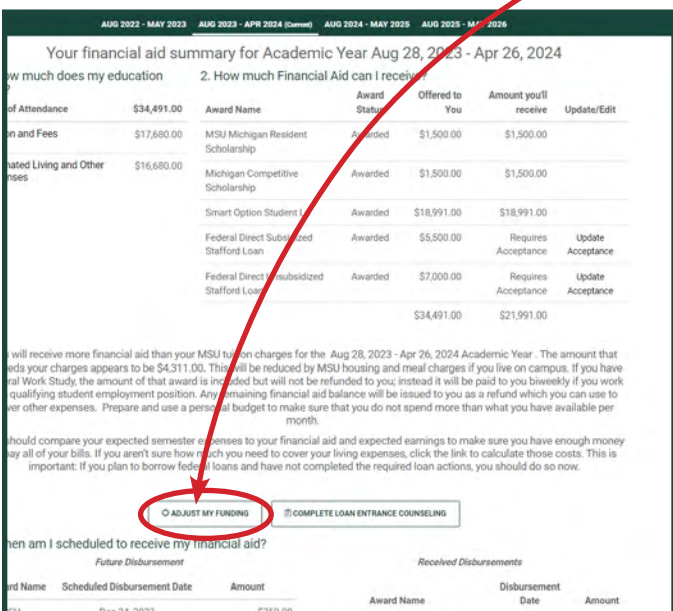 AUG 2022 - MAY 2023 AUG 2023 - APR 2024 (Current) AUG 2024 - MAY 2025 AUG 2025 - MAY 2026
Your financial aid summary for Academic Year Aug 28, 2023 - Apr 26, 2024
ow much does my education
?
2. How much Financial Aid can I receive?
of Attendance $34,491.00
on and Fees $17,680.00
nated Living and Other $16,680.00
nses
Award Name Award Status Offered to You Amount you'll receive Update/Edit
MSU Michigan Resident Awarded $1,500.00 $1,500.00
Scholarship
Michigan Competitive Awarded $1,500.00 $1,500.00
Scholarship
Smart Option Student Awarded $18,991.00 $18,991.00
Federal Direct Subsidized Awarded $5,500.00 Requires Update
Stafford Loan Acceptance Acceptance
Federal Direct Unsubsidized Awarded $7,000.00 Requires Update
Stafford Loan Acceptance Acceptance
$34,491.00 $21,991.00
will receive more financial aid than your MSU tuition charges for the Aug 28, 2023 - Apr 26, 2024 Academic Year . The amount that
eds your charges appears to be $4,311.00. This will be reduced by MSU housing and meal charges if you live on campus. If you have
ral Work Study, the amount of that award is included but will not be refunded to you; instead it will be paid to you biweekly if you work
qualifying student employment position. Any remaining financial aid balance will be issued to you as a refund which you can use to
ver other expenses. Prepare and use a personal budget to make sure that you do not spend more than what you have available per
month.
should compare your expected semester expenses to your financial aid and expected earnings to make sure you have enough money
pay all of your bills. If you aren't sure how much you need to cover your living expenses, click the link to calculate those costs. This is
important: If you plan to borrow federal loans and have not completed the required loan actions, you should do so now.
ADJUST MY FUNDING COMPLETE LOAN ENTRANCE COUNSELING
hen am I scheduled to receive my financial aid?
Future Disbursement
Received Disbursements
ard Name Scheduled Disbursement Date Amount
Award Name Disbursement Date Amount